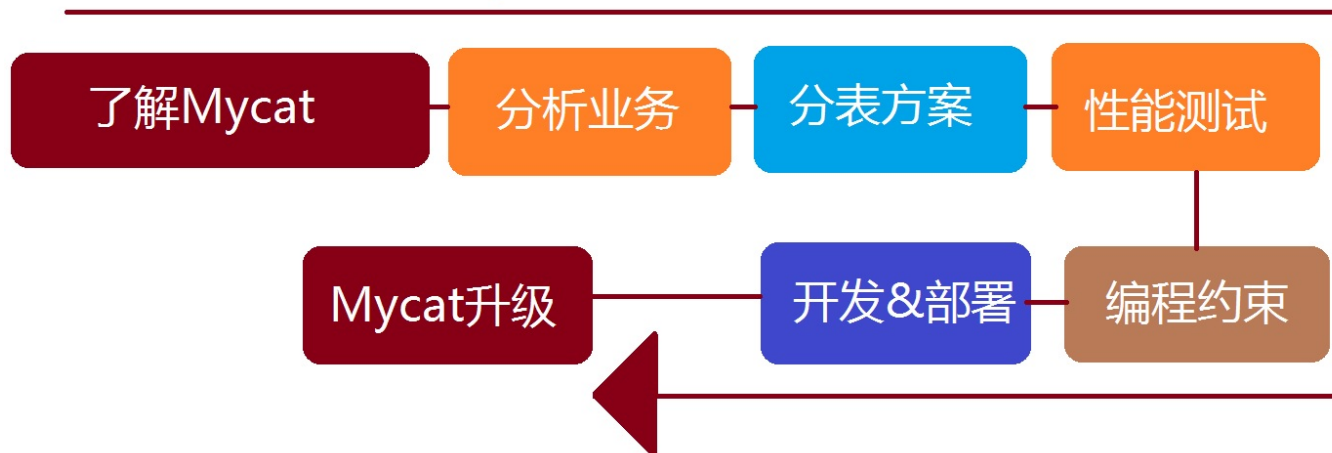 了解Mycat
分析业务
分表方案
性能测试
编程约束
开发&部署
Mycat升级